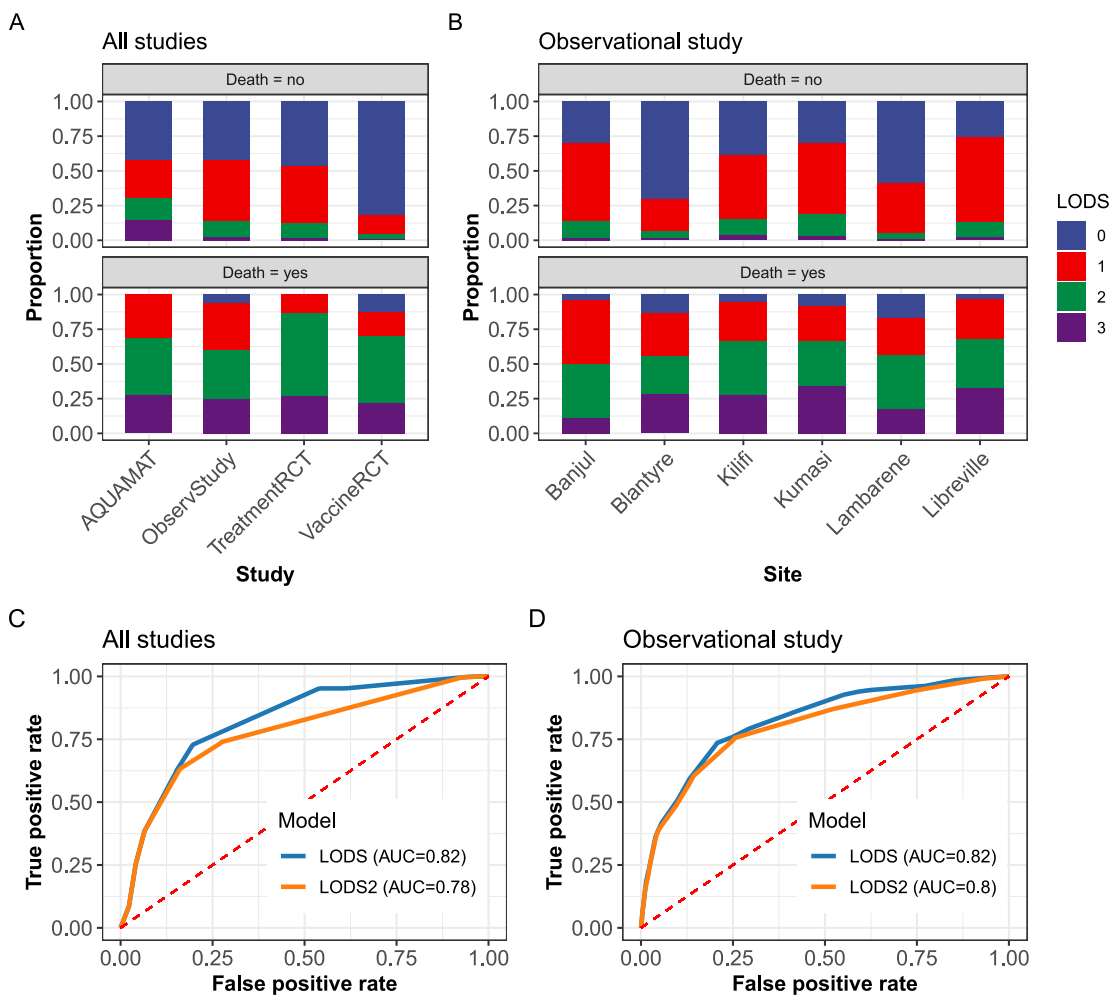 A
All studies
Death = no
1.00
0.75
0.50
0.25
0.00
Death = yes
1.00
0.75
0.50
0.25
0.00
Proportion
AQUAMAT
ObservStudy
TreatmentRCT
VaccineRCT
Study
B
Observational study
Death = no
1.00
0.75
0.50
0.25
0.00
Death = yes
1.00
0.75
0.50
0.25
0.00
Proportion
Banjul
Blantyre
Kilifi
Kumasi
Lambarene
Libreville
Site
LODS
0
1
2
3
C
All studies
1.00
0.75
0.50
0.25
0.00
True positive rate
Model
LODS (AUC=0.82)
LODS2 (AUC=0.78)
0.00 0.25 0.50 0.75 1.00
False positive rate
D
Observational study
1.00
0.75
0.50
0.25
0.00
True positive rate
Model
LODS (AUC=0.82)
LODS2 (AUC=0.8)
0.00 0.25 0.50 0.75 1.00
False positive rate